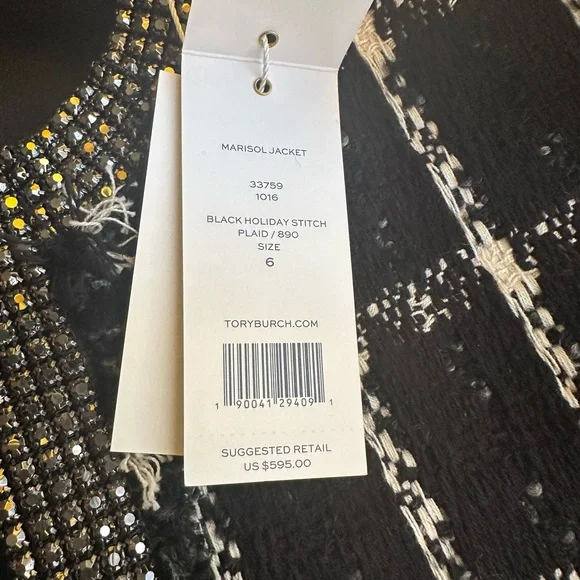 MARISOL JACKET
33759
1016
BLACK HOLIDAY STITCH
PLAID / 890
SIZE
6
TORYBURCH.COM
1 90041 29409 1
SUGGESTED RETAIL
US $595.00